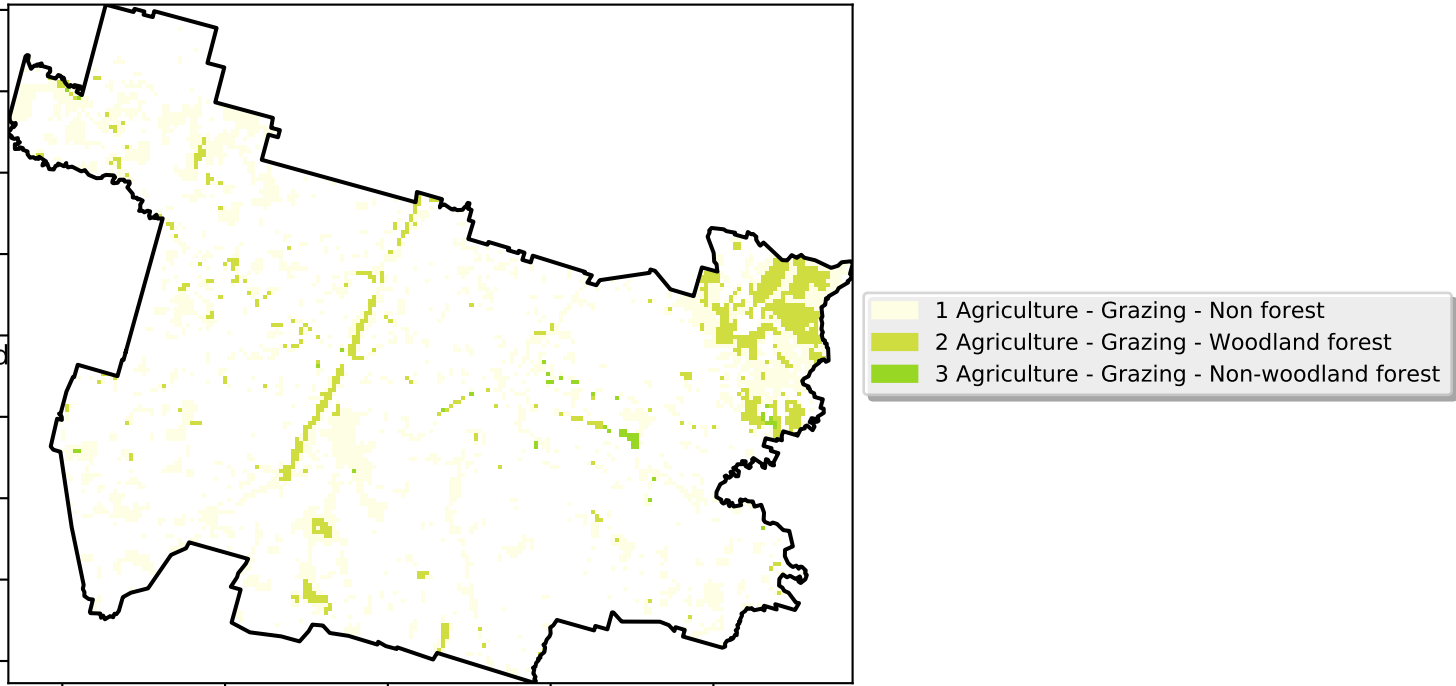 1 Agriculture - Grazing - Non forest
2 Agriculture - Grazing - Woodland forest
3 Agriculture - Grazing - Non-woodland forest